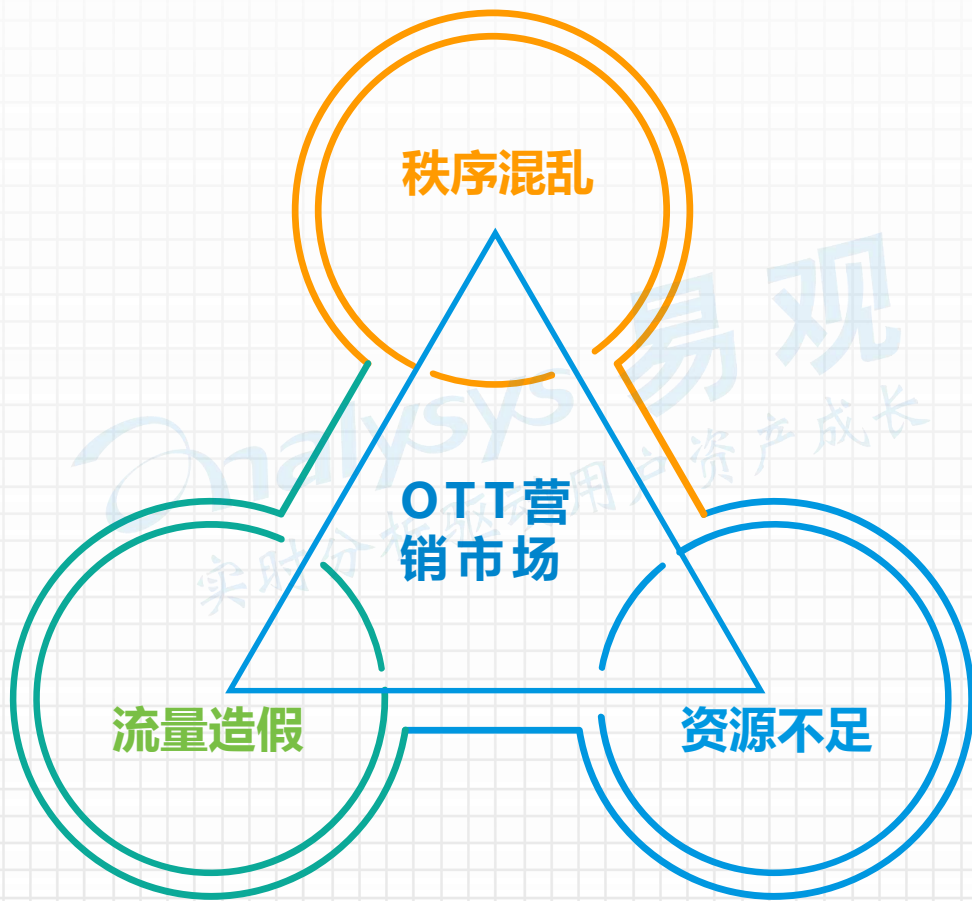 秩序混乱
易观
analysys
实时分析驱动用户资产成长
OTT营
销市场
流量造假
资源不足